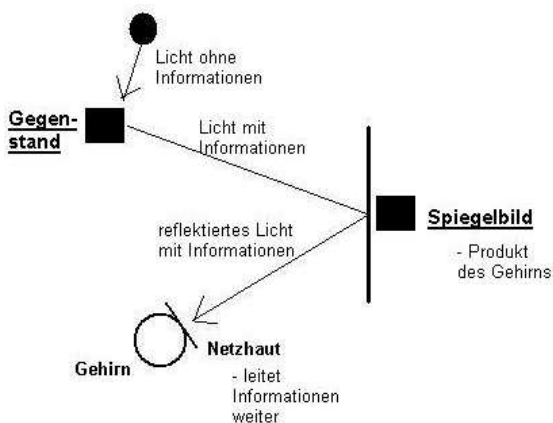 Licht ohne
Informationen
Gegen-
stand
Licht mit
Informationen
Spiegelbild
- Produkt
des Gehirns
reflektiertes Licht
mit Informationen
Netzhaut
Gehirn
- leitet
Informationen
weiter